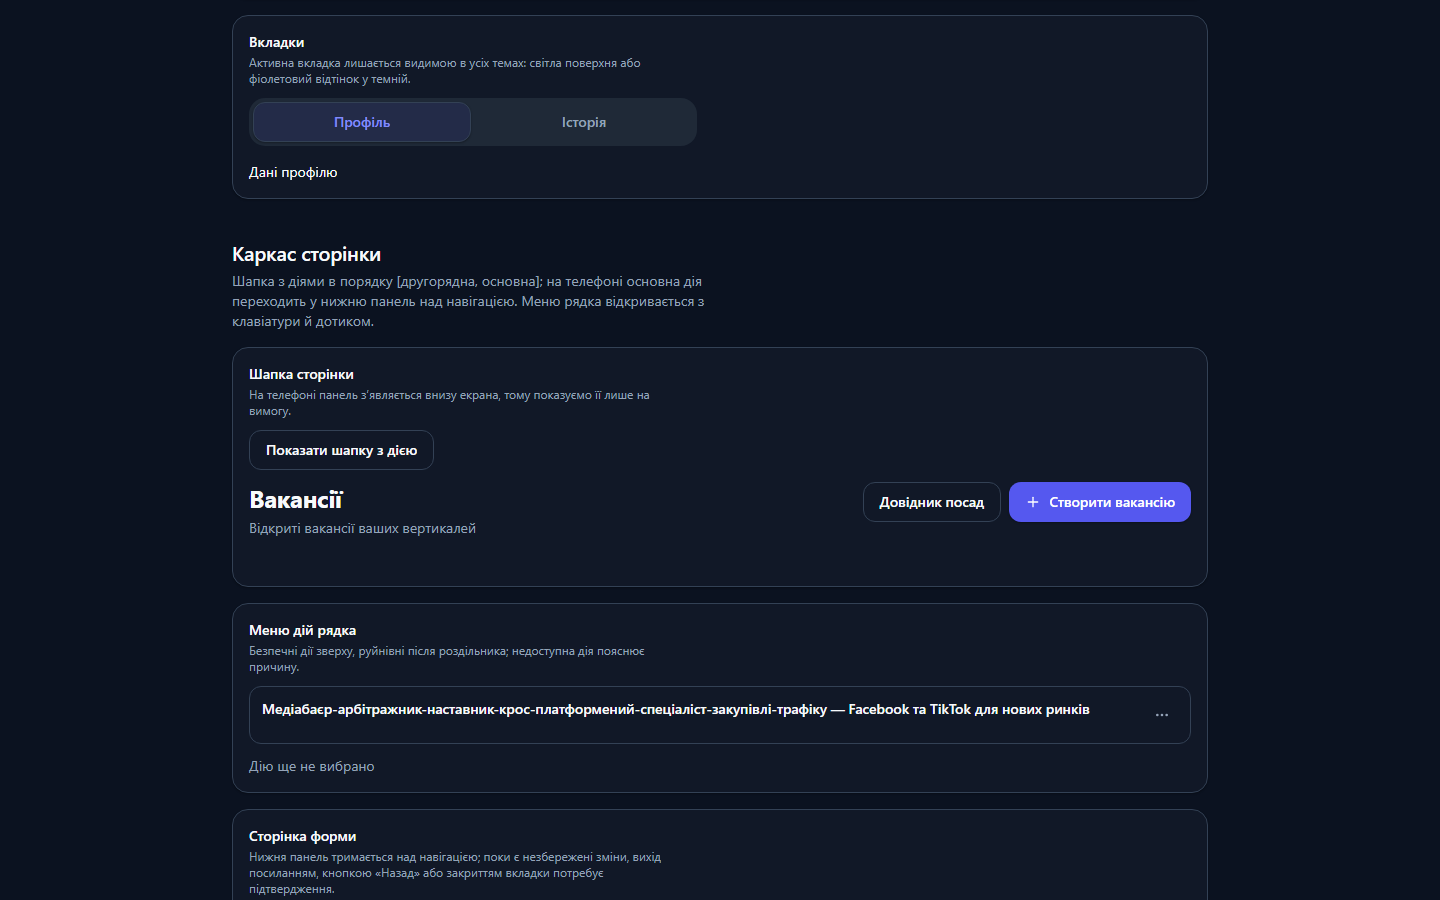 Вкладки
Активна вкладка лишається видимою в усіх темах: світла поверхня або
фіолетовий відтінок у темній.
Профіль
Історія
Дані профілю
Каркас сторінки
Шапка з діями в порядку [другорядна, основна]; на телефоні основна дія
переходить у нижню панель над навігацією. Меню рядка відкривається з
клавіатури й дотиком.
Шапка сторінки
На телефоні панель з’являється внизу екрана, тому показуємо її лише на
вимогу.
Показати шапку з дією
Вакансії
Відкриті вакансії ваших вертикалей
Довідник посад
+ Створити вакансію
Меню дій рядка
Безпечні дії зверху, руйнівні після роздільника; недоступна дія пояснює
причину.
Медіабаєр-арбітражник-наставник-крос-платформений-спеціаліст-закупівлі-трафіку — Facebook та TikTok для нових ринків
Дію ще не вибрано
Сторінка форми
Нижня панель тримається над навігацією; поки є незбережені зміни, вихід
посиланням, кнопкою «Назад» або закриттям вкладки потребує
підтвердження.